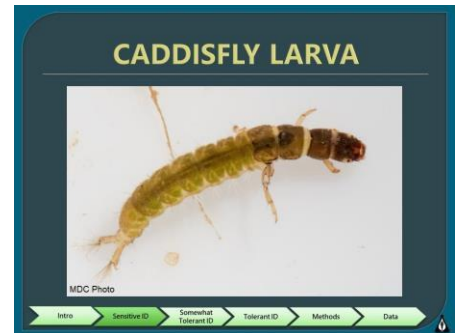 CADDISFLY LARVA
MDC Photo
Intro
Sensitive ID
Somewhat
Tolerant ID
Tolerant ID
Methods
Data